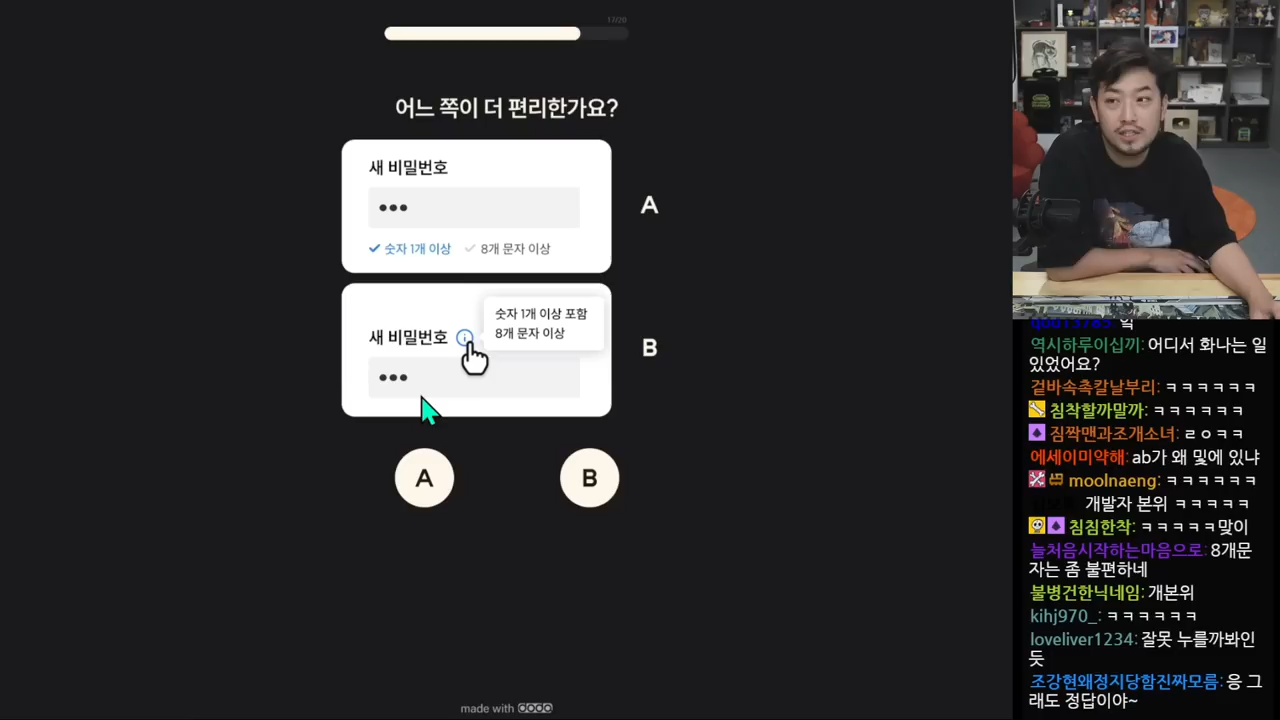 17/20
어느 쪽이 더 편리한가요?
새 비밀번호
숫자 1개 이상
8개 문자 이상
A
숫자 1개 이상 포함
8개 문자 이상
새 비밀번호
B
A
B
made with
역시하루이십끼: 어디서 화나는 일
있었어요?
겉바속촉칼날부리: ㅋㅋㅋㅋㅋㅋ
침착할까말까: ㅋㅋㅋㅋㅋㅋ
짐짝맨과조개소녀: ㄹㅇㅋㅋ
에세이미약해: ab가 왜 및에 있냐
moolnaeng: ㅋㅋㅋㅋㅋㅋ
개발자 본위 ㅋㅋㅋㅋㅋ
침침한착: ㅋㅋㅋㅋㅋ맞이
늘처음시작하는마음으로: 8개문
자는 좀 불편하네
불병건한닉네임: 개본위
kihj970_: ㅋㅋㅋㅋㅋㅋ
loveliver1234: 잘못 누를까봐인
듯
조강현왜정지당함진짜모름: 응 그
래도 정답이야~